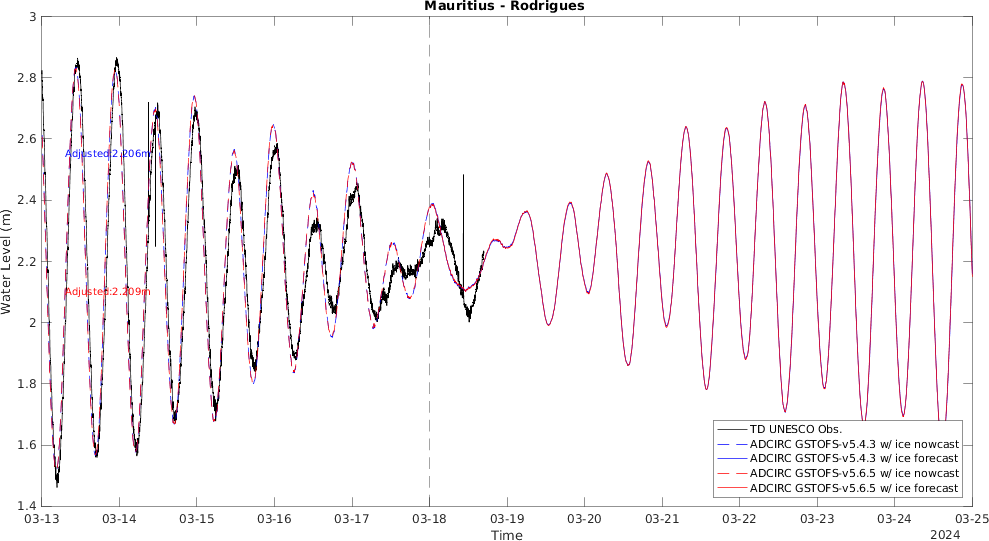 Mauritius - Rodrigues
Water Level (m)
3
2.8
2.6
2.4
2.2
2
1.8
1.6
1.4
Adjusted:2.206m
Adjusted:2.209m
TD UNESCO Obs.
ADCIRC GSTOFS-v5.4.3 w/ ice nowcast
ADCIRC GSTOFS-v5.4.3 w/ ice forecast
ADCIRC GSTOFS-v5.6.5 w/ ice nowcast
ADCIRC GSTOFS-v5.6.5 w/ ice forecast
03-13 03-14 03-15 03-16 03-17 03-18 03-19 03-20 03-21 03-22 03-23 03-24 03-25
Time
2024